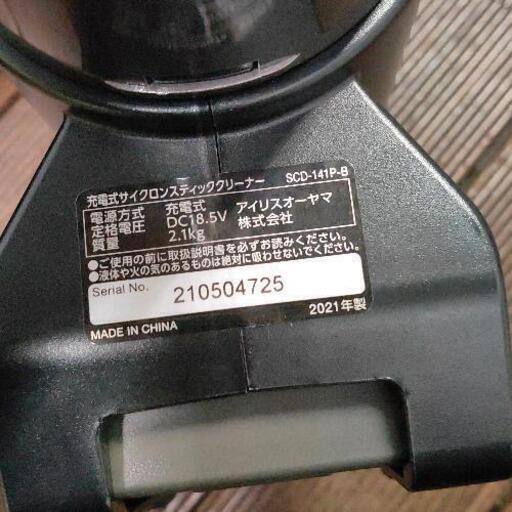 充電式サイクロンスティッククリーナー SCD-141P-B
電源方式 充電式 アイリスオーヤマ
定格電圧 DC18.5V 株式会社
質量 2.1kg
●ご使用の前に取扱説明書を必ずお読みください。
●液体や火の気のあるものは絶対に吸わせないでください。
Serial No. 210504725
2021年製
MADE IN CHINA